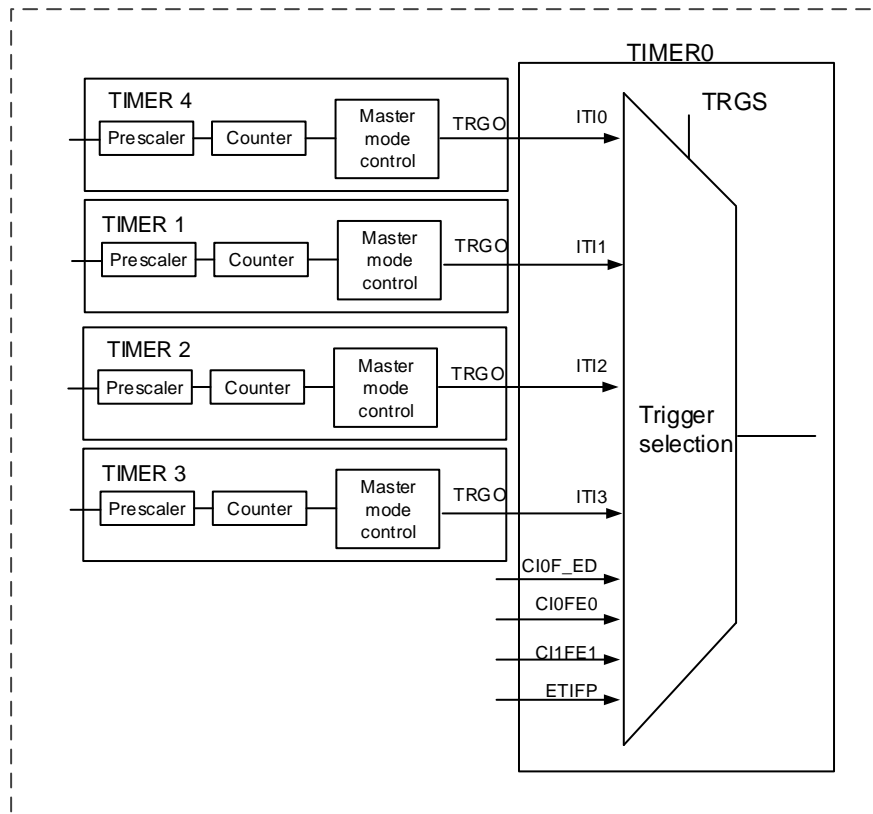 TIMER0
TIMER 4
Prescaler
Counter
Master
mode
control
TRGO
ITI0
TRGS
TIMER 1
Prescaler
Counter
Master
mode
control
TRGO
ITI1
TIMER 2
Prescaler
Counter
Master
mode
control
TRGO
ITI2
Trigger
selection
TIMER 3
Prescaler
Counter
Master
mode
control
TRGO
ITI3
CI0F_ED
CI0FE0
CI1FE1
ETIFP